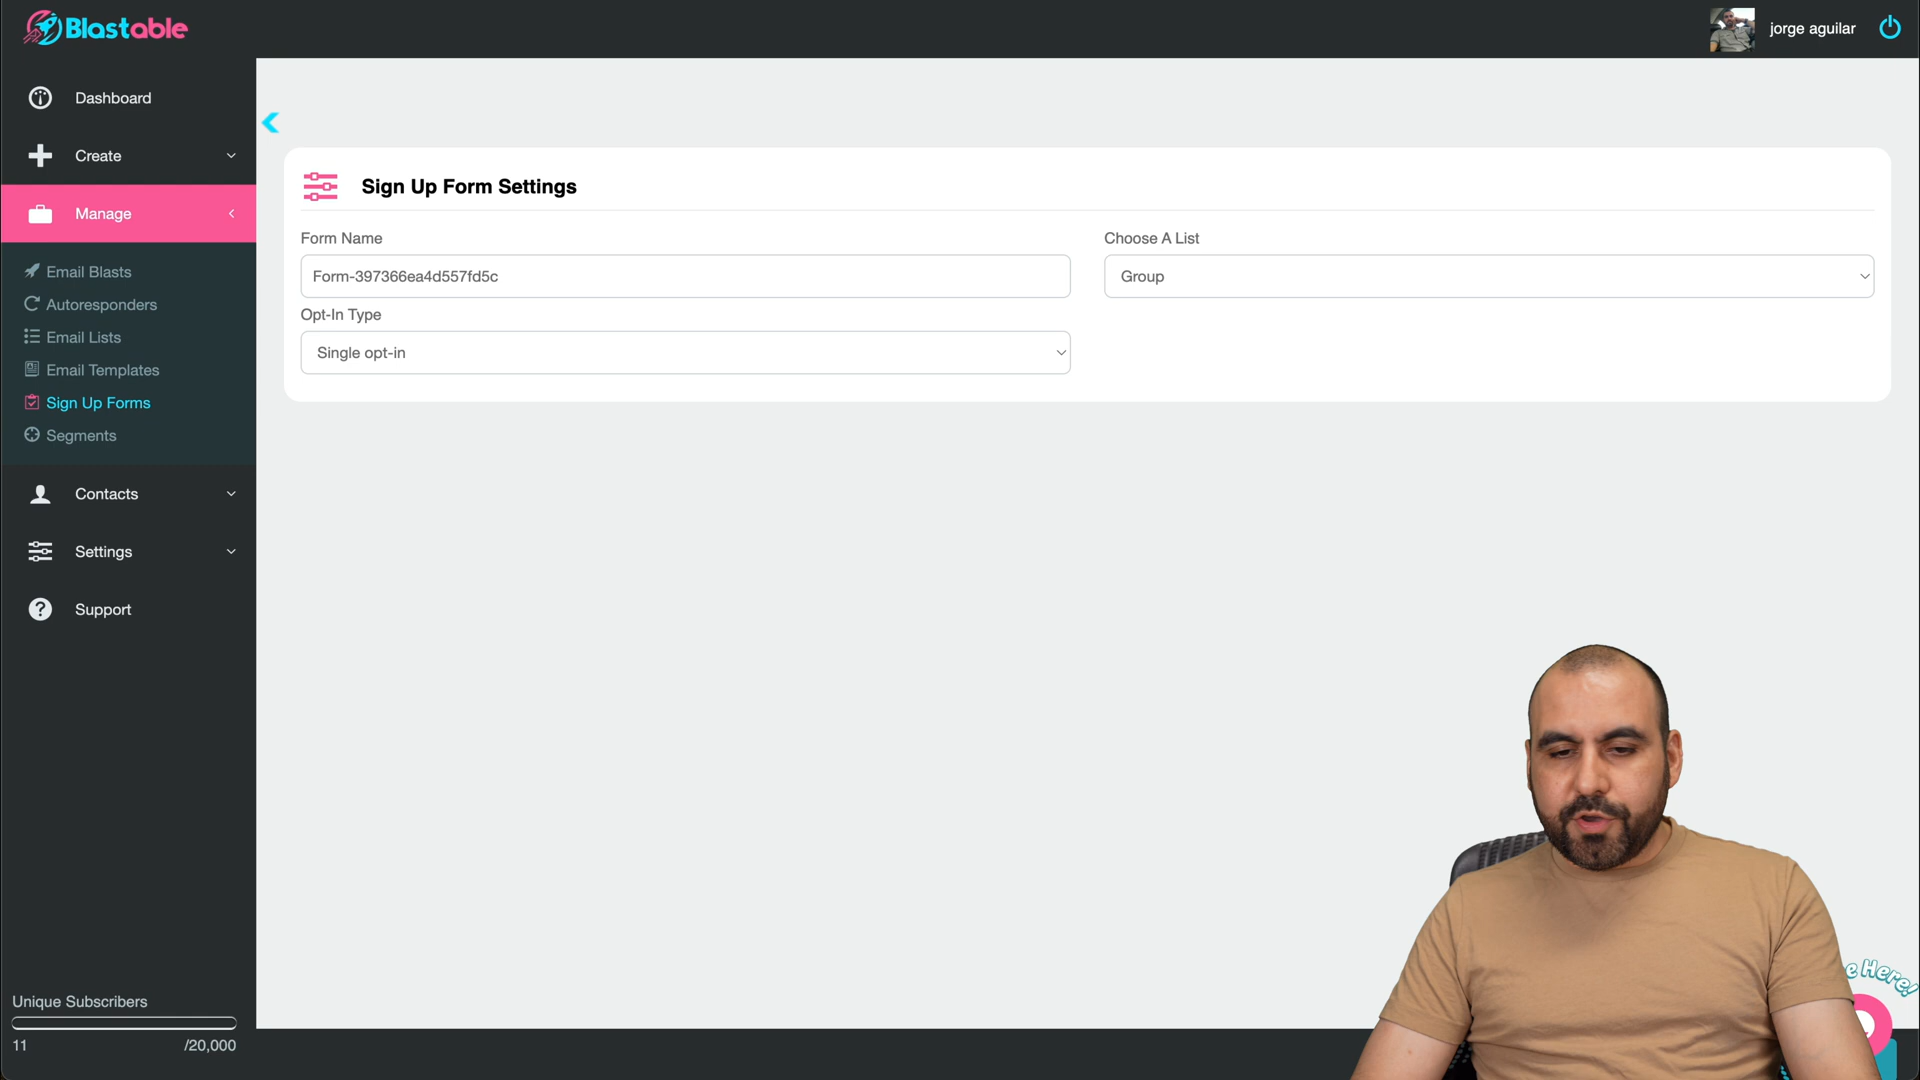 Blastable
jorge aguilar
Dashboard
Create
Manage
Email Blasts
Autoresponders
Email Lists
Email Templates
Sign Up Forms
Segments
Contacts
Settings
Support
Sign Up Form Settings
Form Name
Form-397366ea4d557fd5c
Choose A List
Group
Opt-In Type
Single opt-in
Unique Subscribers
11
/20,000
e Here!